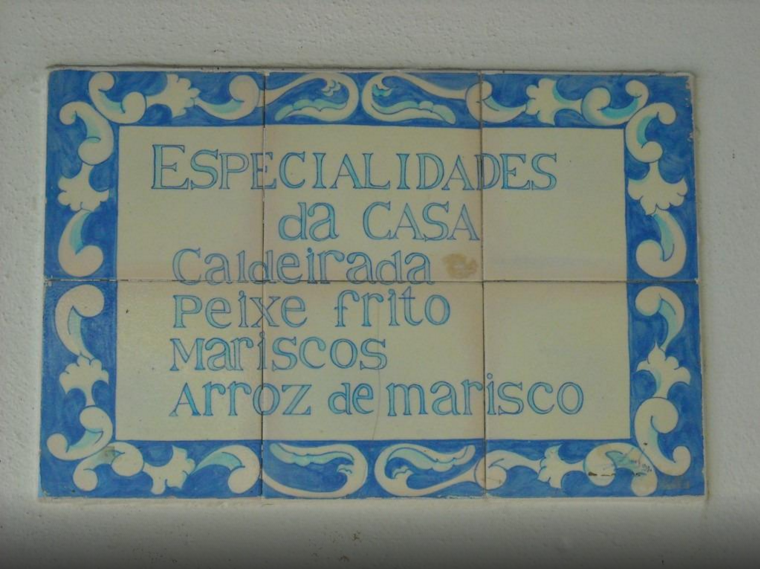 ESPECIALIDADES
da CASA
Caldeirada
Peixe frito
Mariscos
Arroz de marisco